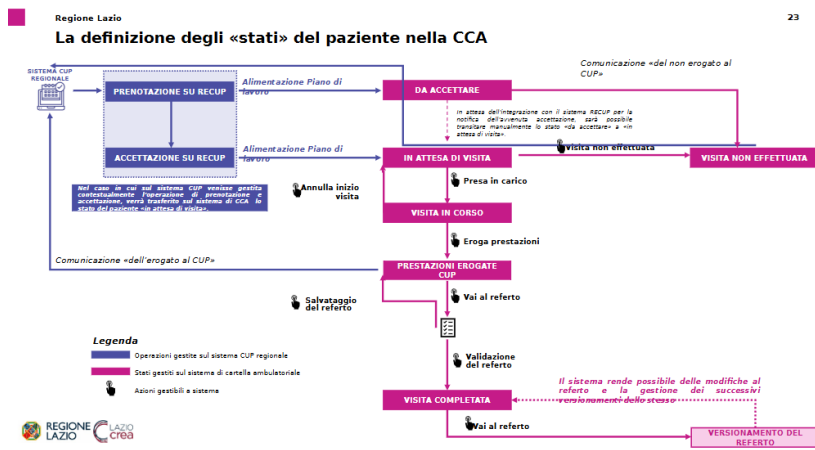 Regione Lazio
23
La definizione degli «stati» del paziente nella CCA
Comunicazione «del non erogato al
CUP»
SISTEMA CUP
REGIONALE
PRENOTAZIONE SU RECUP
Alimentazione Piano di
lavoro
DA ACCETTARE
In attesa dell'integrazione con il sistema RECUP per la
notifica dell'avvenuta accettazione, sarà possibile
transitare manualmente lo stato «da accettare» a «in
attesa di visita».
ACCETTAZIONE SU RECUP
Alimentazione Piano di
lavoro
IN ATTESA DI VISITA
Visita non effettuata
VISITA NON EFFETTUATA
Nel caso in cui sul sistema CUP venisse gestita
contestualmente l'operazione di prenotazione e
accettazione, verrà trasferito sul sistema di CCA lo
stato del paziente «in attesa di visita».
Annulla inizio
visita
Presa in carico
VISITA IN CORSO
Eroga prestazioni
Comunicazione «dell'erogato al CUP»
PRESTAZIONI EROGATE
CUP
Salvataggio
del referto
Vai al referto
Validazione
del referto
Legenda
Operazioni gestite sul sistema CUP regionale
Stati gestiti sul sistema di cartella ambulatoriale
Azioni gestibili a sistema
Il sistema rende possibile delle modifiche al
referto e la gestione dei successivi
versionamenti dello stesso
VISITA COMPLETATA
Vai al referto
VERSIONAMENTO DEL
REFERTO
REGIONE
LAZIO
LAZIO
crea